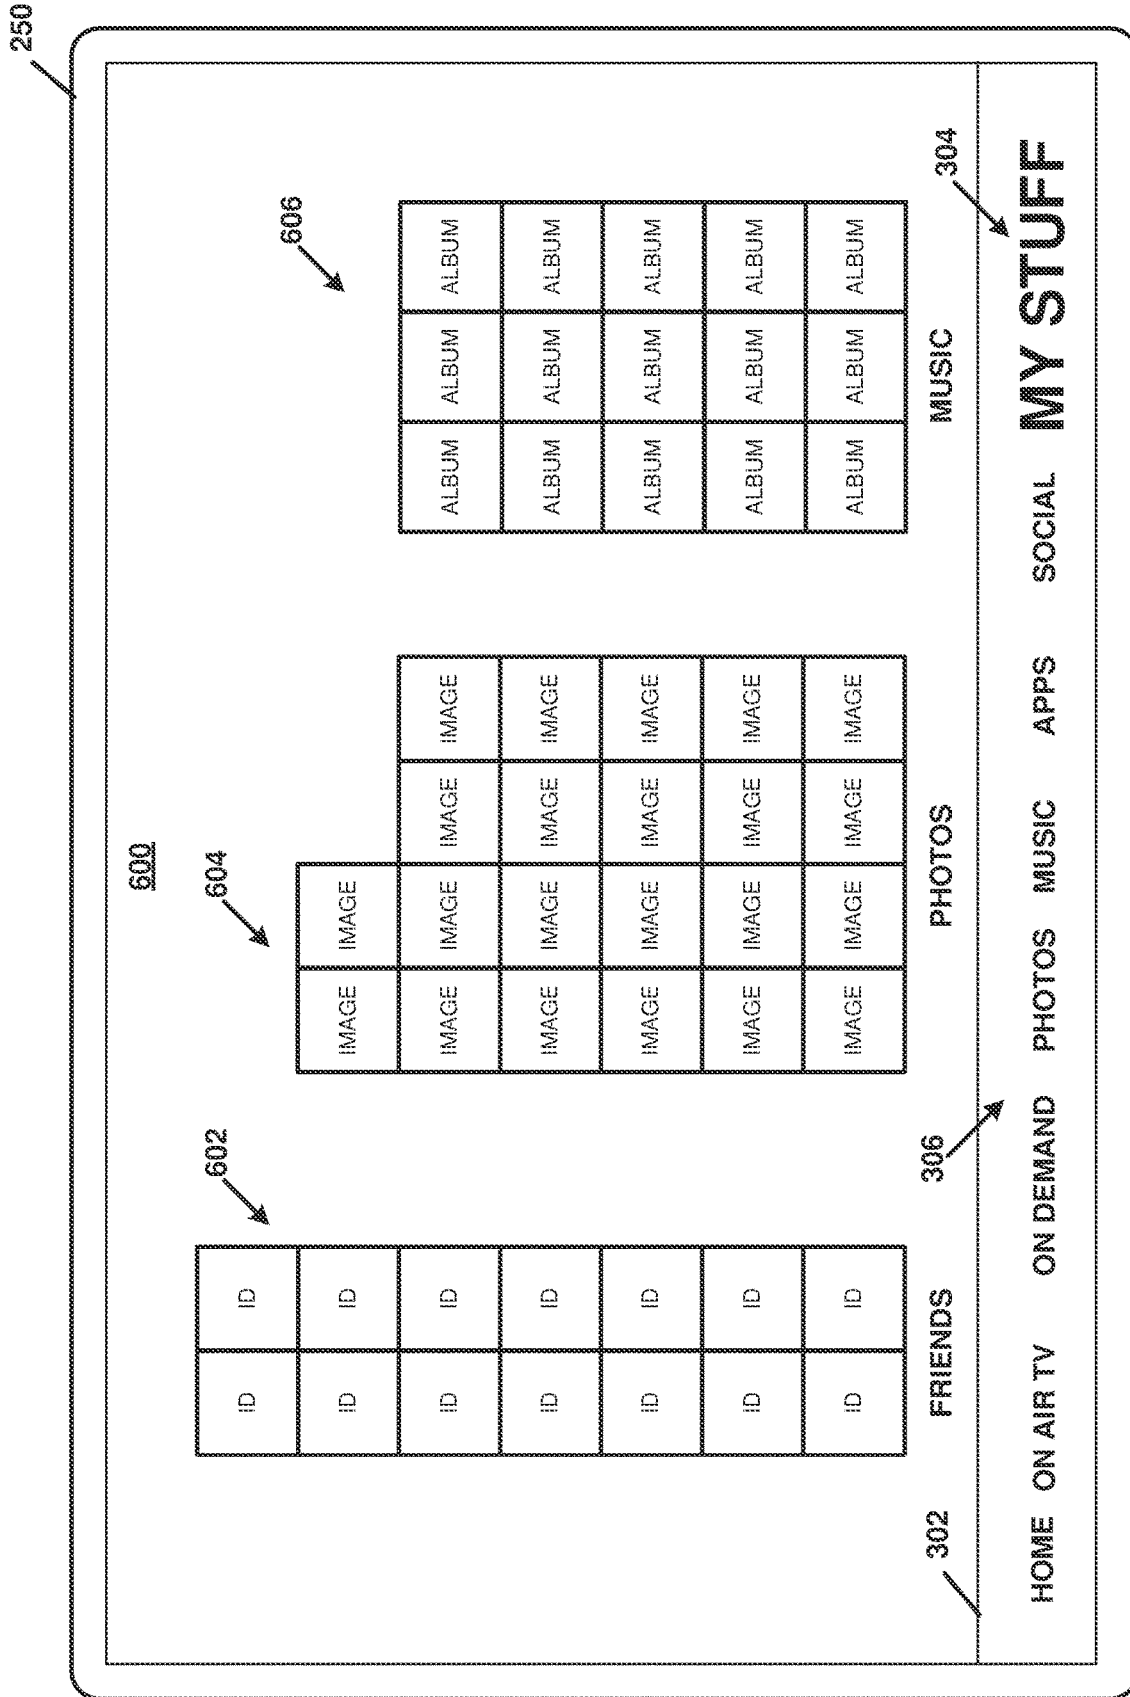 250
600
602 604
606
ID ID
ID ID IMAGE IMAGE
ID ID IMAGE IMAGE IMAGE IMAGE ALBUM ALBUM ALBUM
ID ID IMAGE IMAGE IMAGE IMAGE ALBUM ALBUM ALBUM
ID ID IMAGE IMAGE IMAGE IMAGE ALBUM ALBUM ALBUM
ID ID IMAGE IMAGE IMAGE IMAGE ALBUM ALBUM ALBUM
ID ID IMAGE IMAGE IMAGE IMAGE ALBUM ALBUM ALBUM
302 FRIENDS 306 PHOTOS MUSIC 304
HOME ON AIR TV ON DEMAND PHOTOS MUSIC APPS SOCIAL MY STUFF